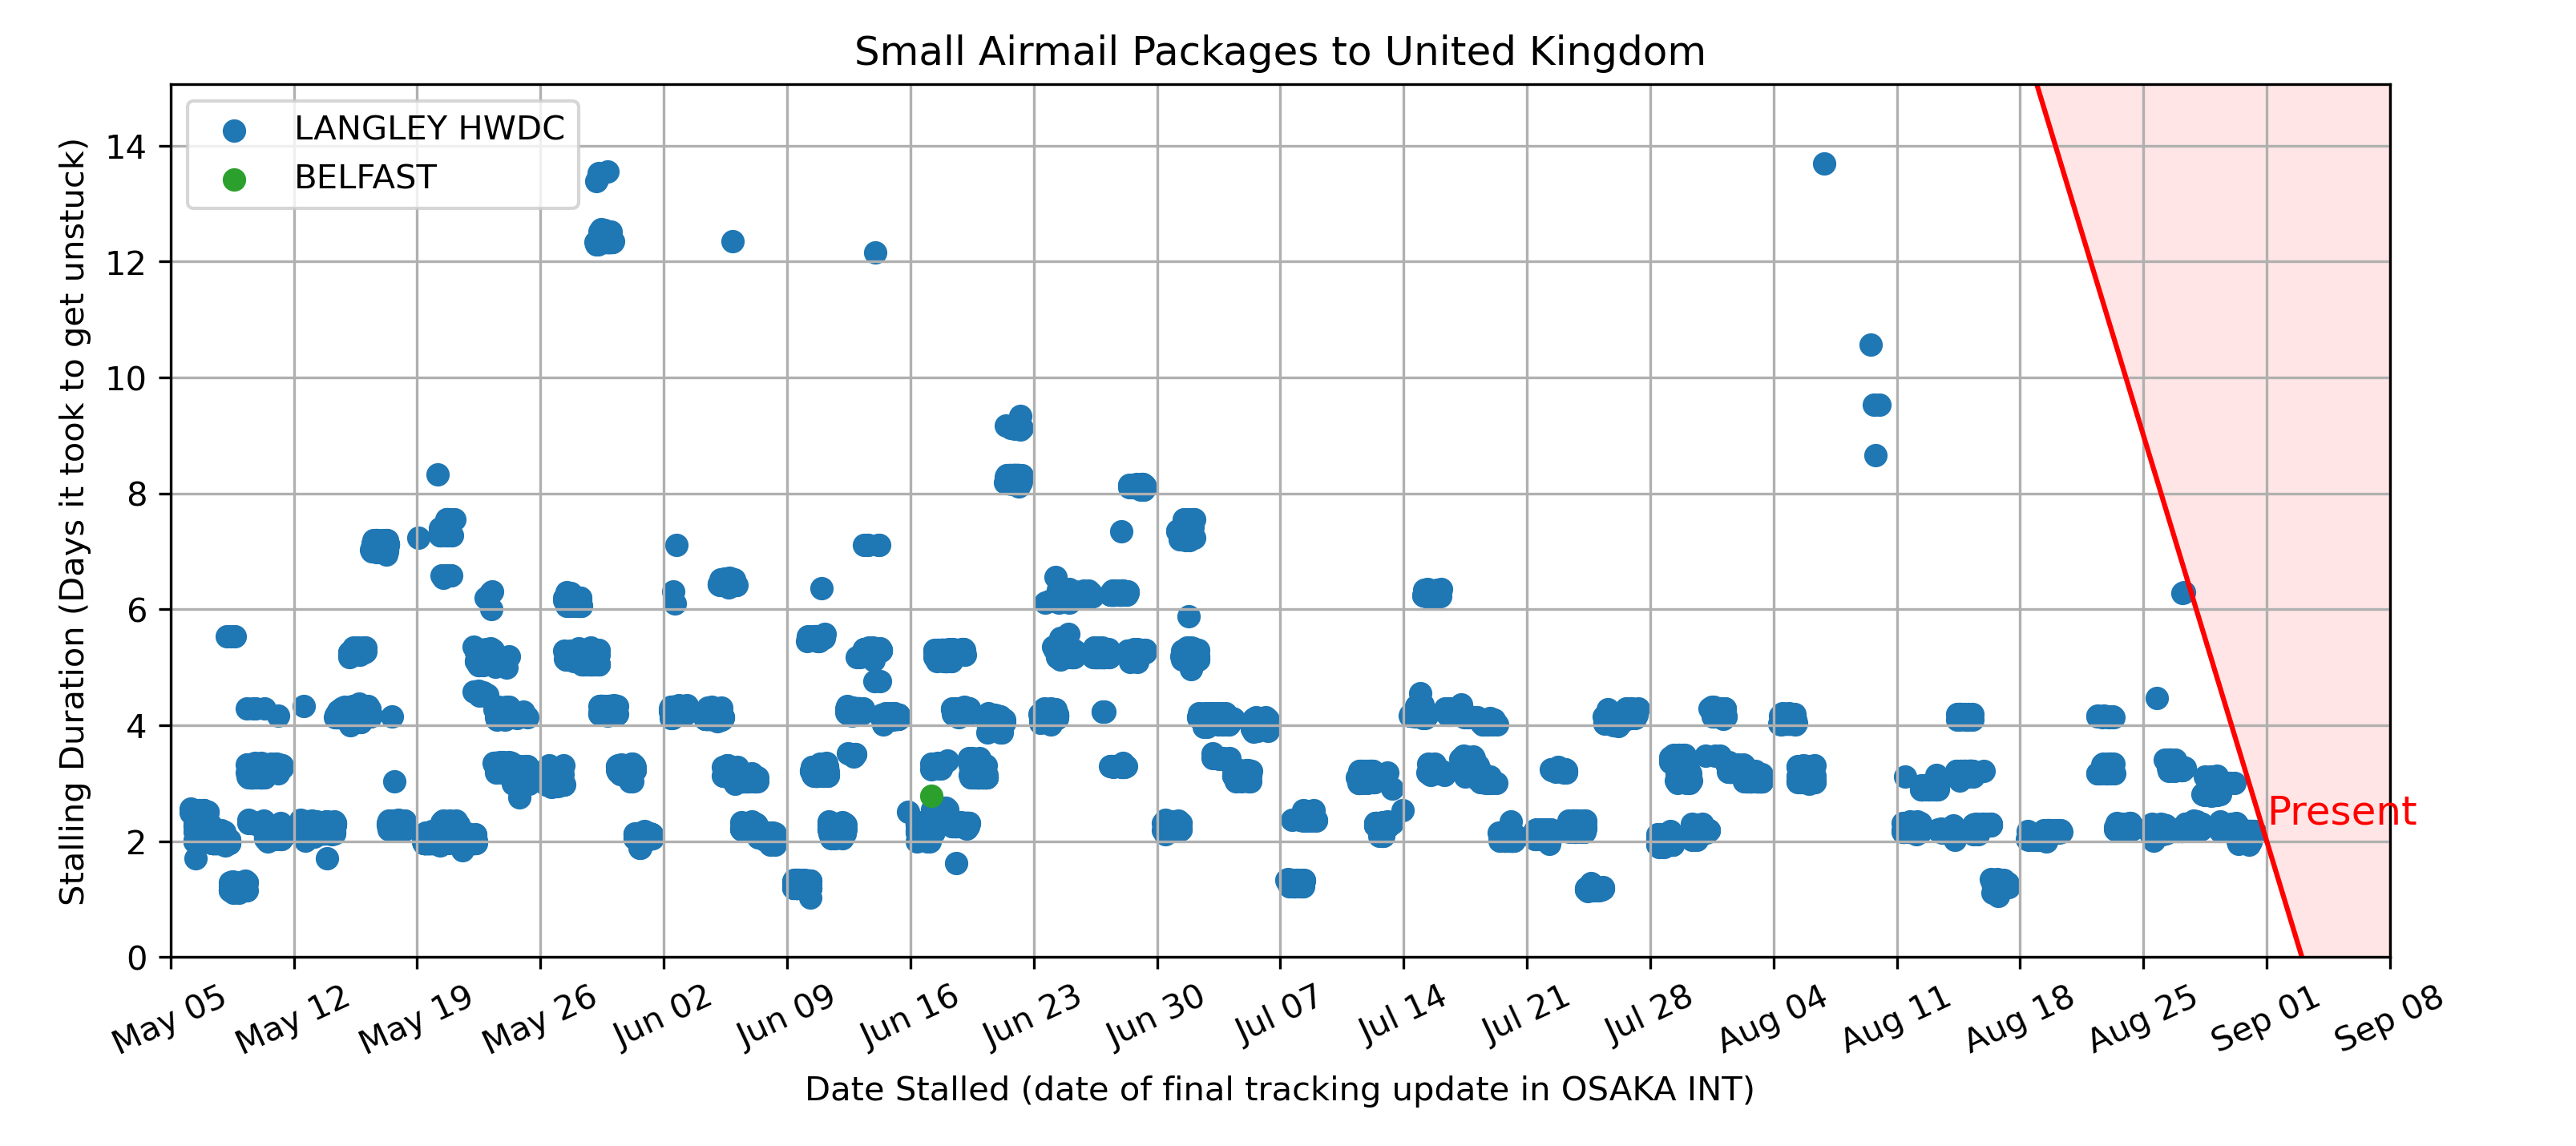 Small Airmail Packages to United Kingdom
LANGLEY HWDC
BELFAST
Stalling Duration (Days it took to get unstuck)
14
12
10
8
6
4
2
0
Present
May 05
May 12
May 19
May 26
Jun 02
Jun 09
Jun 16
Jun 23
Jun 30
Jul 07
Jul 14
Jul 21
Jul 28
Aug 04
Aug 11
Aug 18
Aug 25
Sep 01
Sep 08
Date Stalled (date of final tracking update in OSAKA INT)